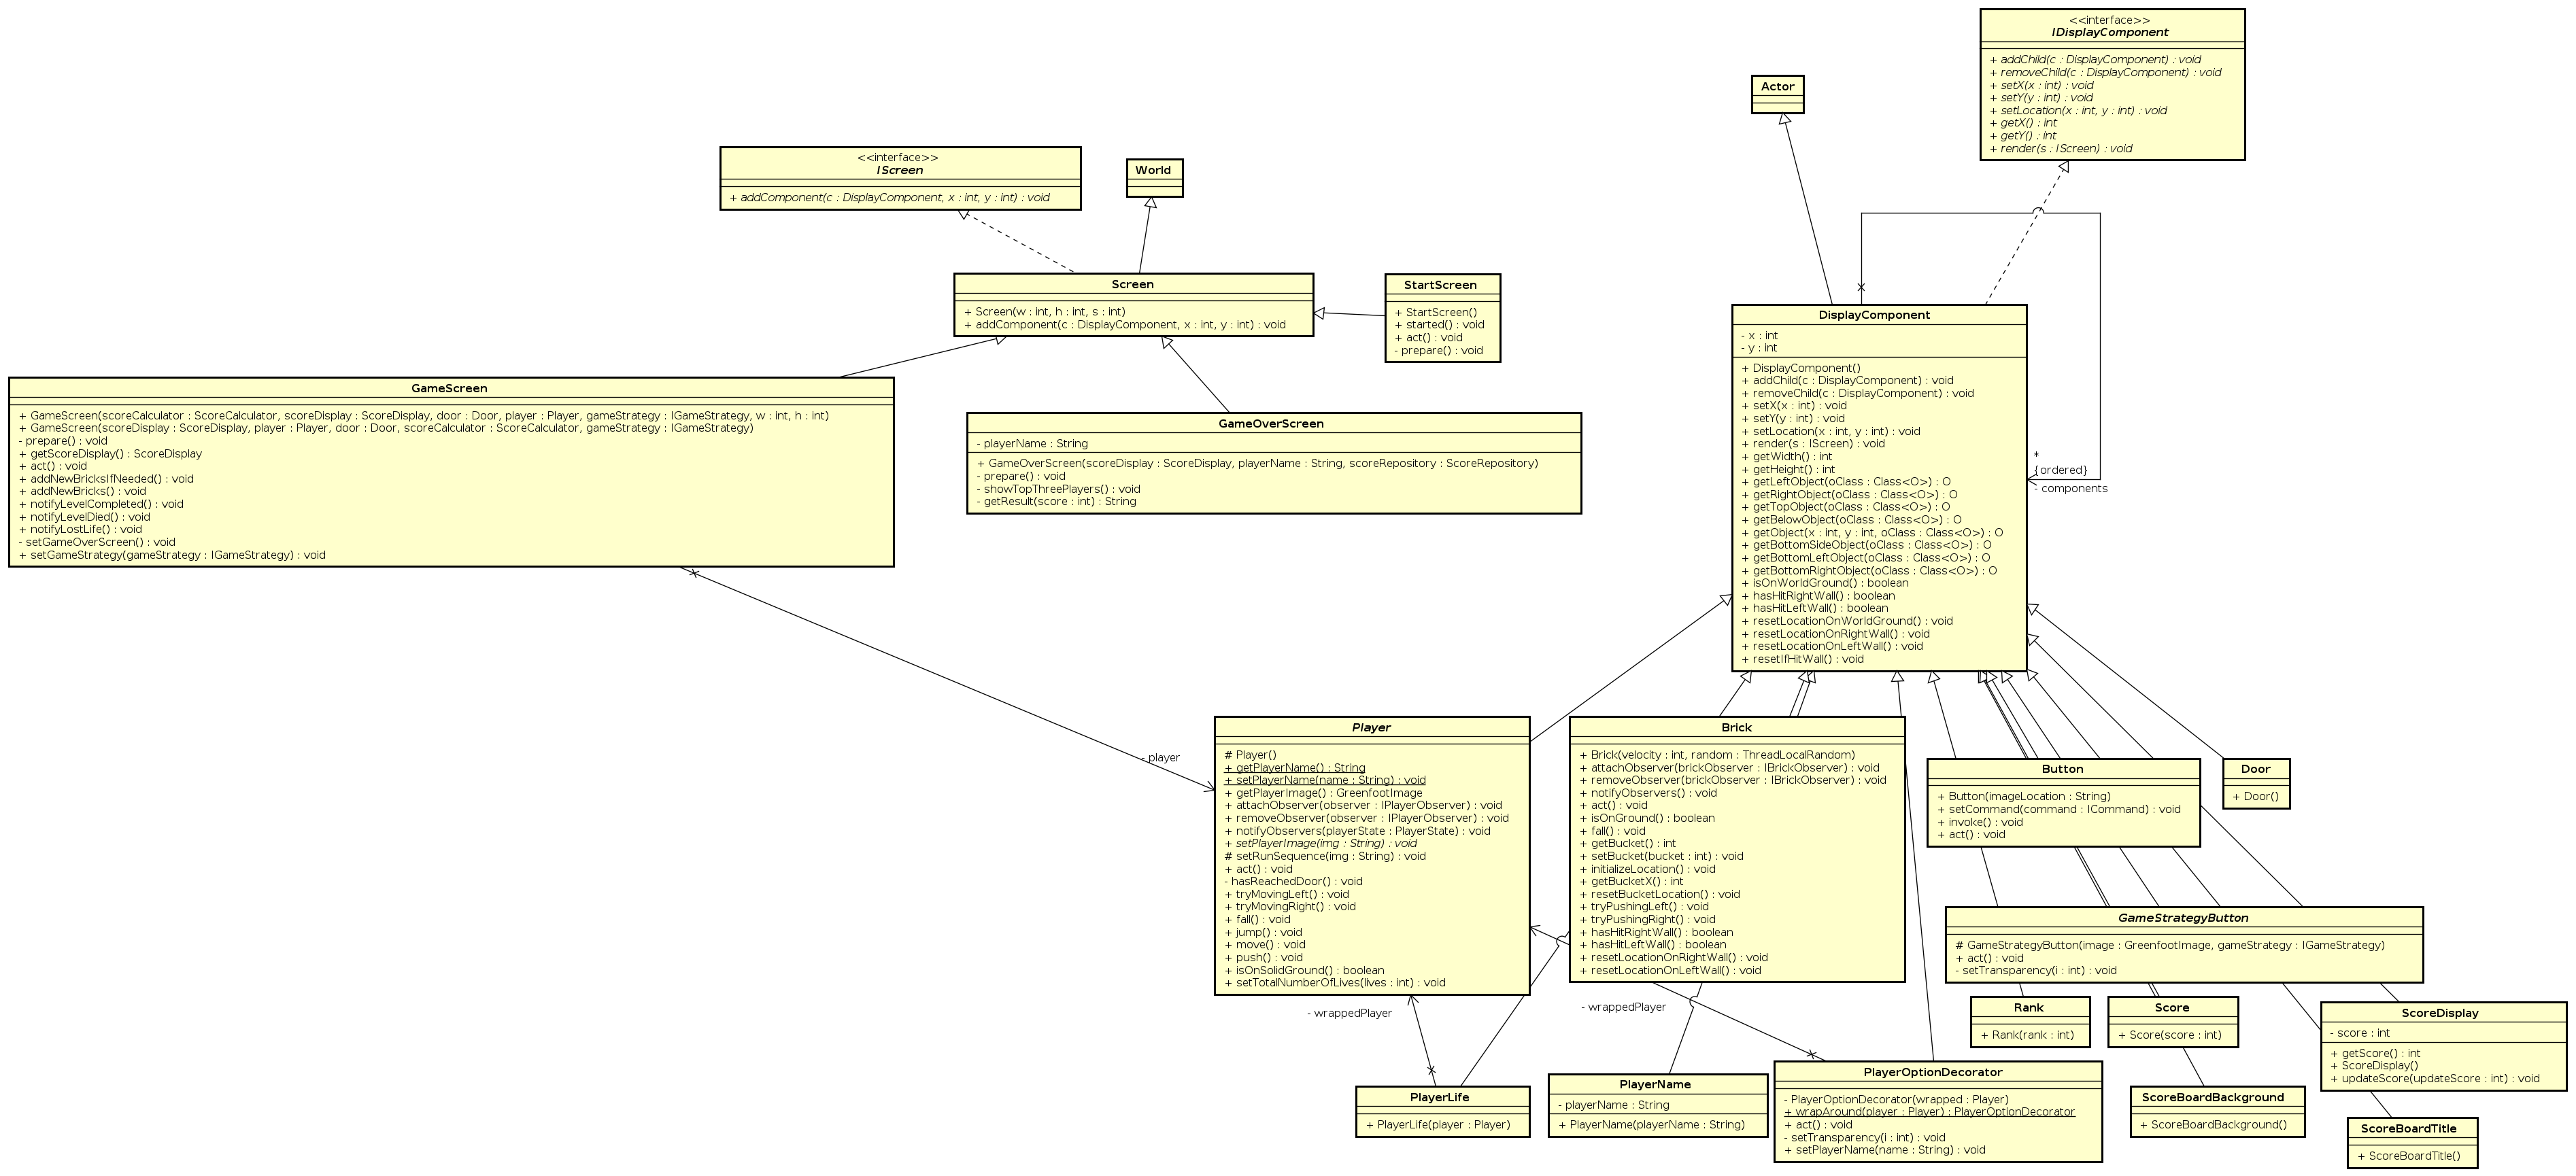 <<interface>>
IDisplayComponent
+ addChild(c : DisplayComponent) : void
+ removeChild(c : DisplayComponent) : void
+ setX(x : int) : void
+ setY(y : int) : void
+ setLocation(x : int, y : int) : void
+ getX() : int
+ getY() : int
+ render(s : IScreen) : void
Actor
<<interface>>
IScreen
+ addComponent(c : DisplayComponent, x : int, y : int) : void
World
Screen
+ Screen(w : int, h : int, s : int)
+ addComponent(c : DisplayComponent, x : int, y : int) : void
StartScreen
+ StartScreen()
+ started() : void
+ act() : void
- prepare() : void
DisplayComponent
- x : int
- y : int
+ DisplayComponent()
+ addChild(c : DisplayComponent) : void
+ removeChild(c : DisplayComponent) : void
+ setX(x : int) : void
+ setY(y : int) : void
+ setLocation(x : int, y : int) : void
+ render(s : IScreen) : void
+ getWidth() : int
+ getHeight() : int
+ getLeftObject(oClass : Class<O>) : O
+ getRightObject(oClass : Class<O>) : O
+ getTopObject(oClass : Class<O>) : O
+ getBelowObject(oClass : Class<O>) : O
+ getObject(x : int, y : int, oClass : Class<O>) : O
+ getBottomSideObject(oClass : Class<O>) : O
+ getBottomLeftObject(oClass : Class<O>) : O
+ getBottomRightObject(oClass : Class<O>) : O
+ isOnWorldGround() : boolean
+ hasHitRightWall() : boolean
+ hasHitLeftWall() : boolean
+ resetLocationOnWorldGround() : void
+ resetLocationOnRightWall() : void
+ resetLocationOnLeftWall() : void
+ resetIfHitWall() : void
*
{ordered}
- components
GameScreen
+ GameScreen(scoreCalculator : ScoreCalculator, scoreDisplay : ScoreDisplay, door : Door, player : Player, gameStrategy : IGameStrategy, w : int, h : int)
+ GameScreen(scoreDisplay : ScoreDisplay, player : Player, door : Door, scoreCalculator : ScoreCalculator, gameStrategy : IGameStrategy)
- prepare() : void
+ getScoreDisplay() : ScoreDisplay
+ act() : void
+ addNewBricksIfNeeded() : void
+ addNewBricks() : void
+ notifyLevelCompleted() : void
+ notifyLevelDied() : void
+ notifyLostLife() : void
- setGameOverScreen() : void
+ setGameStrategy(gameStrategy : IGameStrategy) : void
GameOverScreen
- playerName : String
+ GameOverScreen(scoreDisplay : ScoreDisplay, playerName : String, scoreRepository : ScoreRepository)
- prepare() : void
- showTopThreePlayers() : void
- getResult(score : int) : String
- player
Player
# Player()
+ getPlayerName() : String
+ setPlayerName(name : String) : void
+ getPlayerImage() : GreenfootImage
+ attachObserver(observer : IPlayerObserver) : void
+ removeObserver(observer : IPlayerObserver) : void
+ notifyObservers(playerState : PlayerState) : void
+ setPlayerImage(img : String) : void
# setRunSequence(img : String) : void
+ act() : void
- hasReachedDoor() : void
+ tryMovingLeft() : void
+ tryMovingRight() : void
+ fall() : void
+ jump() : void
+ move() : void
+ push() : void
+ isOnSolidGround() : boolean
+ setTotalNumberOfLives(lives : int) : void
Brick
+ Brick(velocity : int, random : ThreadLocalRandom)
+ attachObserver(brickObserver : IBrickObserver) : void
+ removeObserver(brickObserver : IBrickObserver) : void
+ notifyObservers() : void
+ act() : void
+ isOnGround() : boolean
+ fall() : void
+ getBucket() : int
+ setBucket(bucket : int) : void
+ initializeLocation() : void
+ getBucketX() : int
+ resetBucketLocation() : void
+ tryPushingLeft() : void
+ tryPushingRight() : void
+ hasHitRightWall() : boolean
+ hasHitLeftWall() : boolean
+ resetLocationOnRightWall() : void
+ resetLocationOnLeftWall() : void
Button
+ Button(imageLocation : String)
+ setCommand(command : ICommand) : void
+ invoke() : void
+ act() : void
Door
+ Door()
GameStrategyButton
# GameStrategyButton(image : GreenfootImage, gameStrategy : IGameStrategy)
+ act() : void
- setTransparency(i : int) : void
- wrappedPlayer
- wrappedPlayer
Rank
+ Rank(rank : int)
Score
+ Score(score : int)
ScoreDisplay
- score : int
+ getScore() : int
+ ScoreDisplay()
+ updateScore(updateScore : int) : void
PlayerLife
+ PlayerLife(player : Player)
PlayerName
- playerName : String
+ PlayerName(playerName : String)
PlayerOptionDecorator
- PlayerOptionDecorator(wrapped : Player)
+ wrapAround(player : Player) : PlayerOptionDecorator
+ act() : void
- setTransparency(i : int) : void
+ setPlayerName(name : String) : void
ScoreBoardBackground
+ ScoreBoardBackground()
ScoreBoardTitle
+ ScoreBoardTitle()